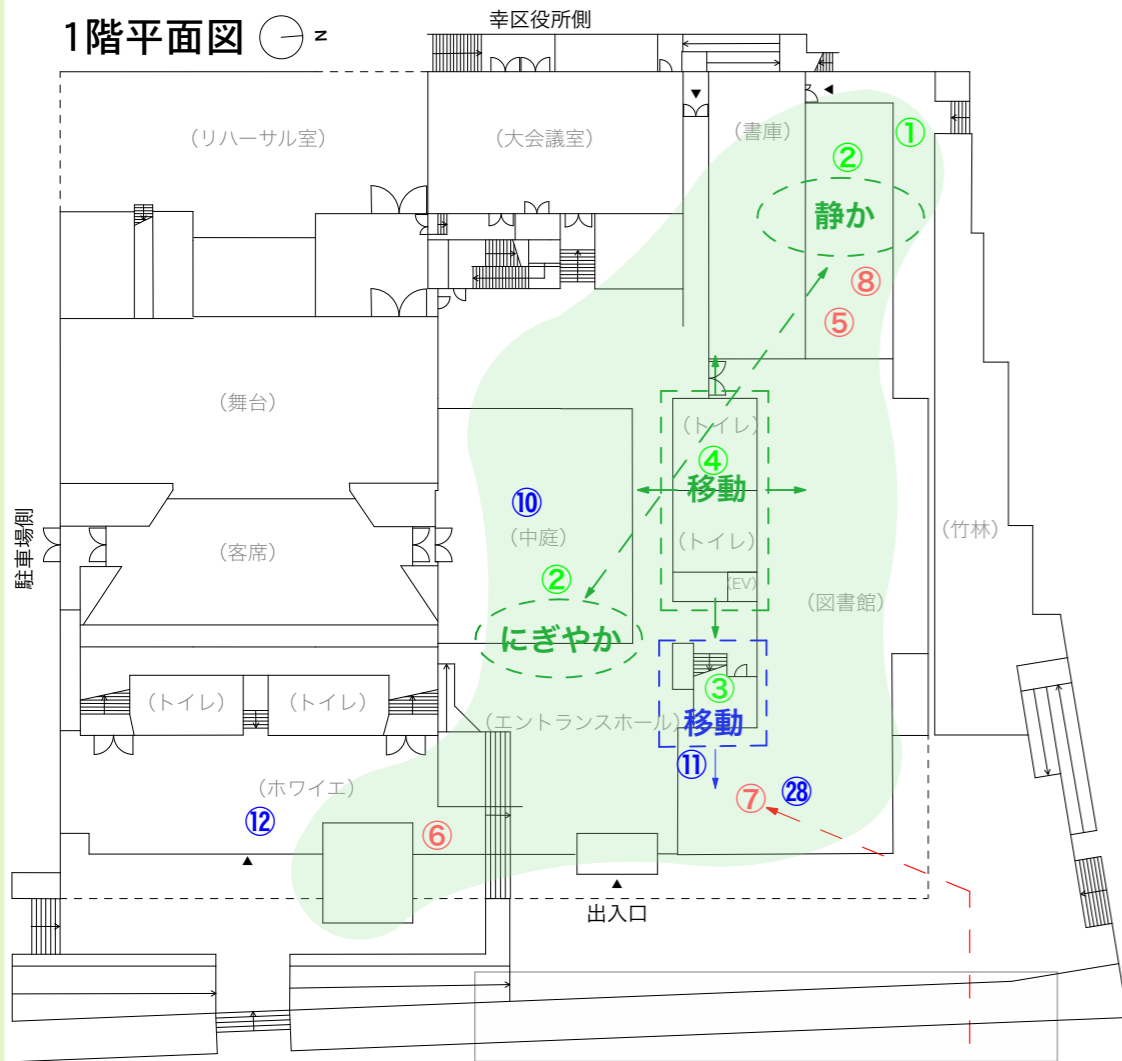 幸区役所側
1階平面図 N
(リハーサル室)
(大会議室)
(書庫)
①
②
静か
⑧
⑤
(舞台)
(トイレ)
④
移動
⑩
(中庭)
(トイレ)
(竹林)
駐車場側
(客席)
②
(EV)
(図書館)
にぎやか
③
(トイレ)
(トイレ)
(エントランスホール)
移動
⑪
(ホワイエ)
⑦
㉘
⑫
⑥
出入口